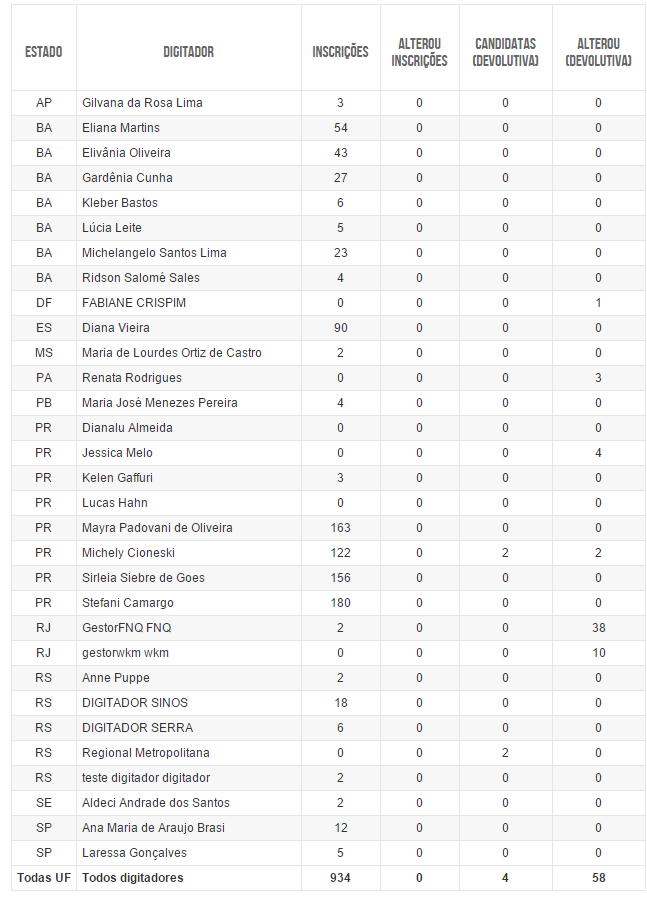 ESTADO DIGITADOR INSCRIÇÕES ALTEROU INSCRIÇÕES CANDIDATAS (DEVOLUTIVA) ALTEROU (DEVOLUTIVA)
AP Gilvana da Rosa Lima 3 0 0 0
BA Eliana Martins 54 0 0 0
BA Elivânia Oliveira 43 0 0 0
BA Gardênia Cunha 27 0 0 0
BA Kleber Bastos 6 0 0 0
BA Lúcia Leite 5 0 0 0
BA Michelangelo Santos Lima 23 0 0 0
BA Ridson Salomé Sales 4 0 0 0
DF FABIANE CRISPIM 0 0 0 1
ES Diana Vieira 90 0 0 0
MS Maria de Lourdes Ortiz de Castro 2 0 0 0
PA Renata Rodrigues 0 0 0 3
PB Maria José Menezes Pereira 4 0 0 0
PR Dianalu Almeida 0 0 0 0
PR Jessica Melo 0 0 0 4
PR Kelen Gaffuri 3 0 0 0
PR Lucas Hahn 0 0 0 0
PR Mayra Padovani de Oliveira 163 0 0 0
PR Michely Cioneski 122 0 2 2
PR Sirleia Siebre de Goes 156 0 0 0
PR Stefani Camargo 180 0 0 0
RJ GestorFNQ FNQ 2 0 0 38
RJ gestorwkm wkm 0 0 0 10
RS Anne Puppe 2 0 0 0
RS DIGITADOR SINOS 18 0 0 0
RS DIGITADOR SERRA 6 0 0 0
RS Regional Metropolitana 0 0 2 0
RS teste digitador digitador 2 0 0 0
SE Aldeci Andrade dos Santos 2 0 0 0
SP Ana Maria de Araujo Brasi 12 0 0 0
SP Laressa Gonçalves 5 0 0 0
Todas UF Todos digitadores 934 0 4 58